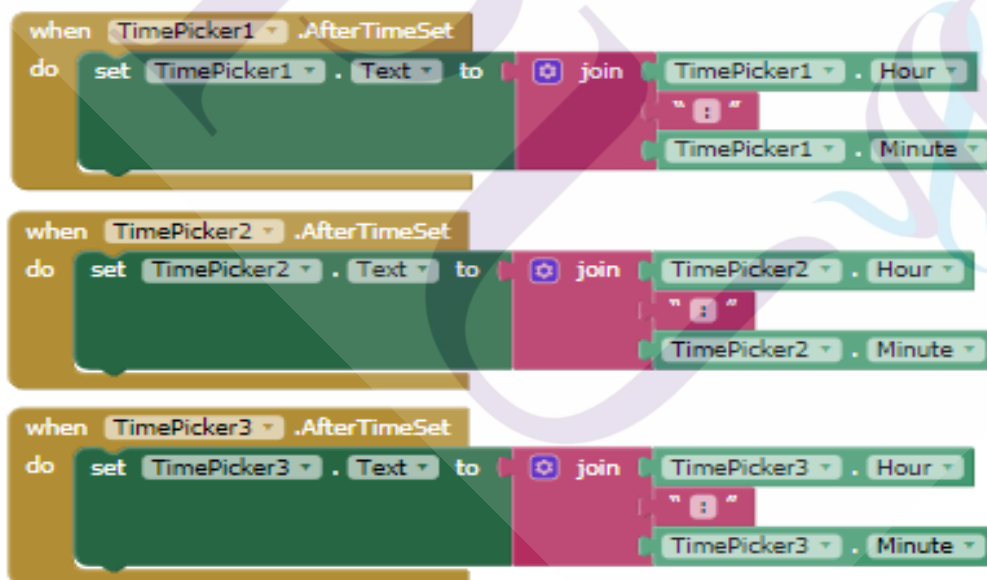 when TimePicker1 .AfterTimeSet
do set TimePicker1 . Text to join TimePicker1 . Hour
" : "
TimePicker1 . Minute
when TimePicker2 .AfterTimeSet
do set TimePicker2 . Text to join TimePicker2 . Hour
" : "
TimePicker2 . Minute
when TimePicker3 .AfterTimeSet
do set TimePicker3 . Text to join TimePicker3 . Hour
" : "
TimePicker3 . Minute